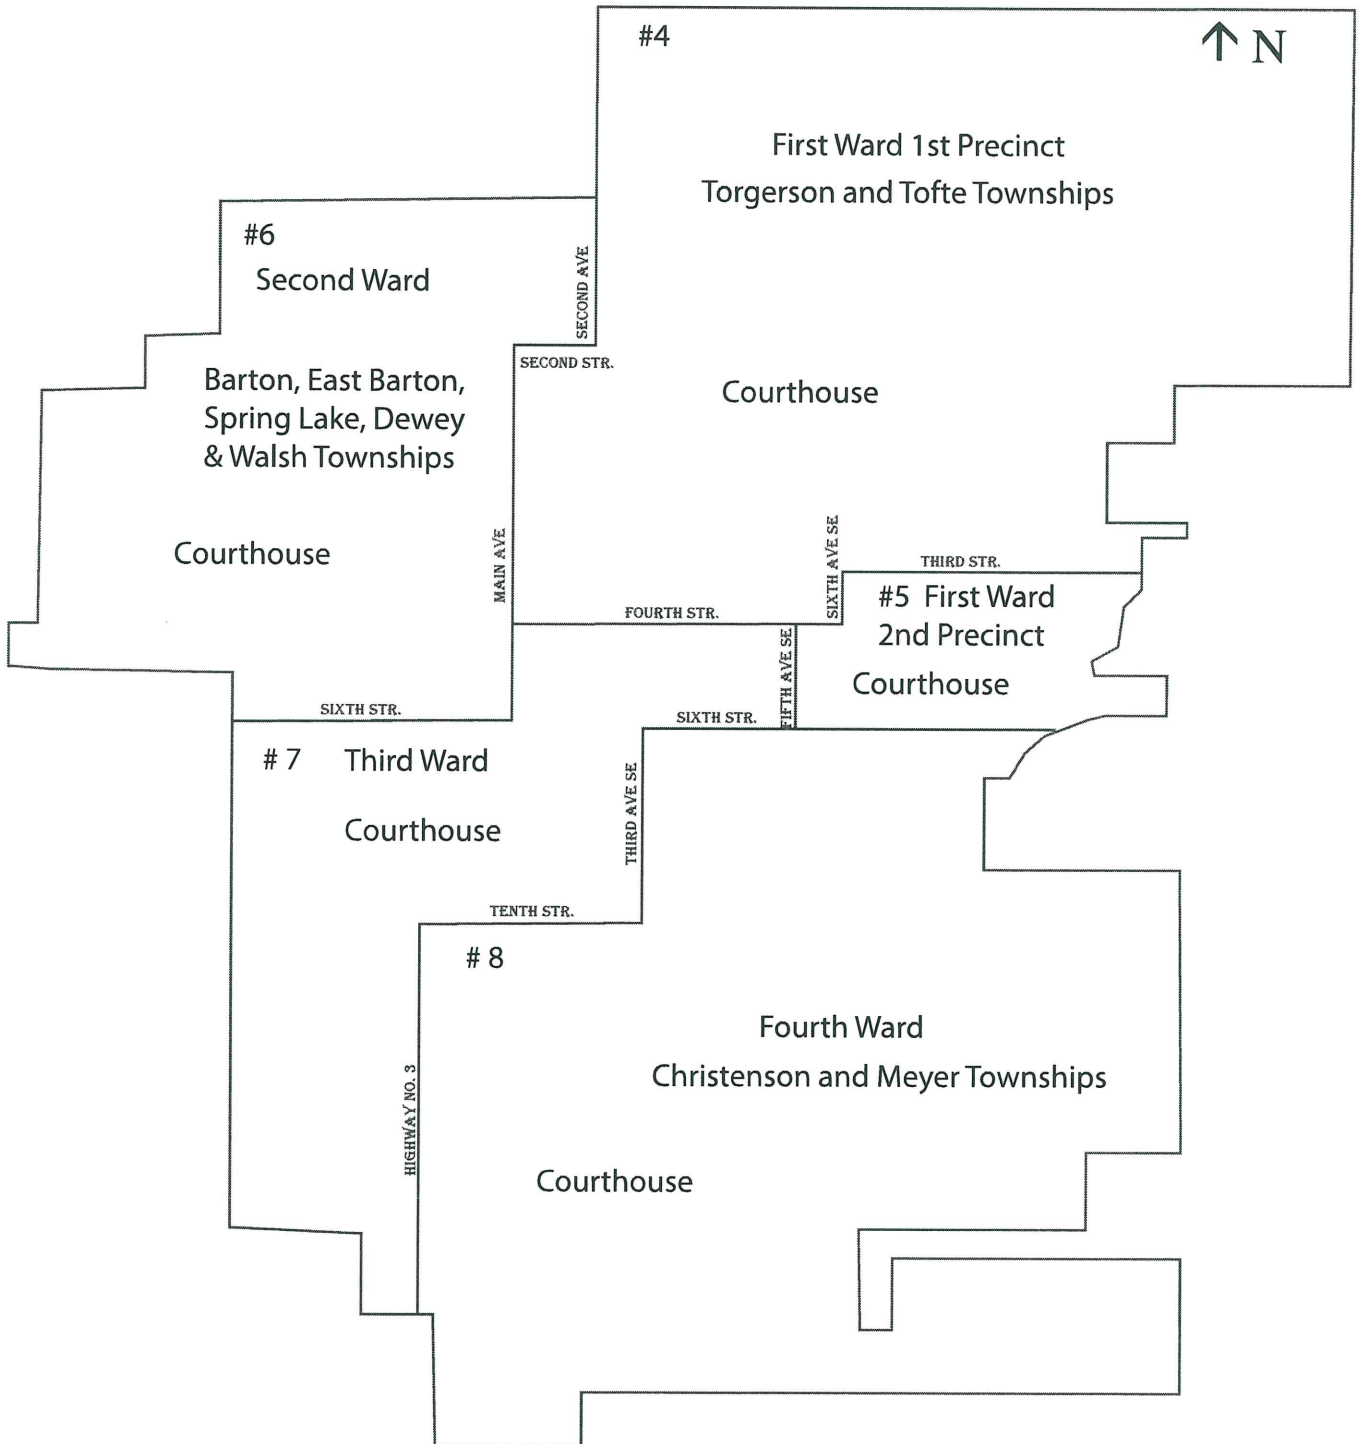 #4
N
First Ward 1st Precinct
Torgerson and Tofte Townships
#6
Second Ward
SECOND AVE
SECOND STR.
Barton, East Barton,
Spring Lake, Dewey
& Walsh Townships
Courthouse
Courthouse
MAIN AVE.
SIXTH AVE SE
THIRD STR.
FOURTH STR.
#5 First Ward
2nd Precinct
Courthouse
FIFTH AVE SE
SIXTH STR.
SIXTH STR.
# 7 Third Ward
Courthouse
THIRD AVE SE
TENTH STR.
# 8
Fourth Ward
Christenson and Meyer Townships
HIGHWAY NO. 3
Courthouse